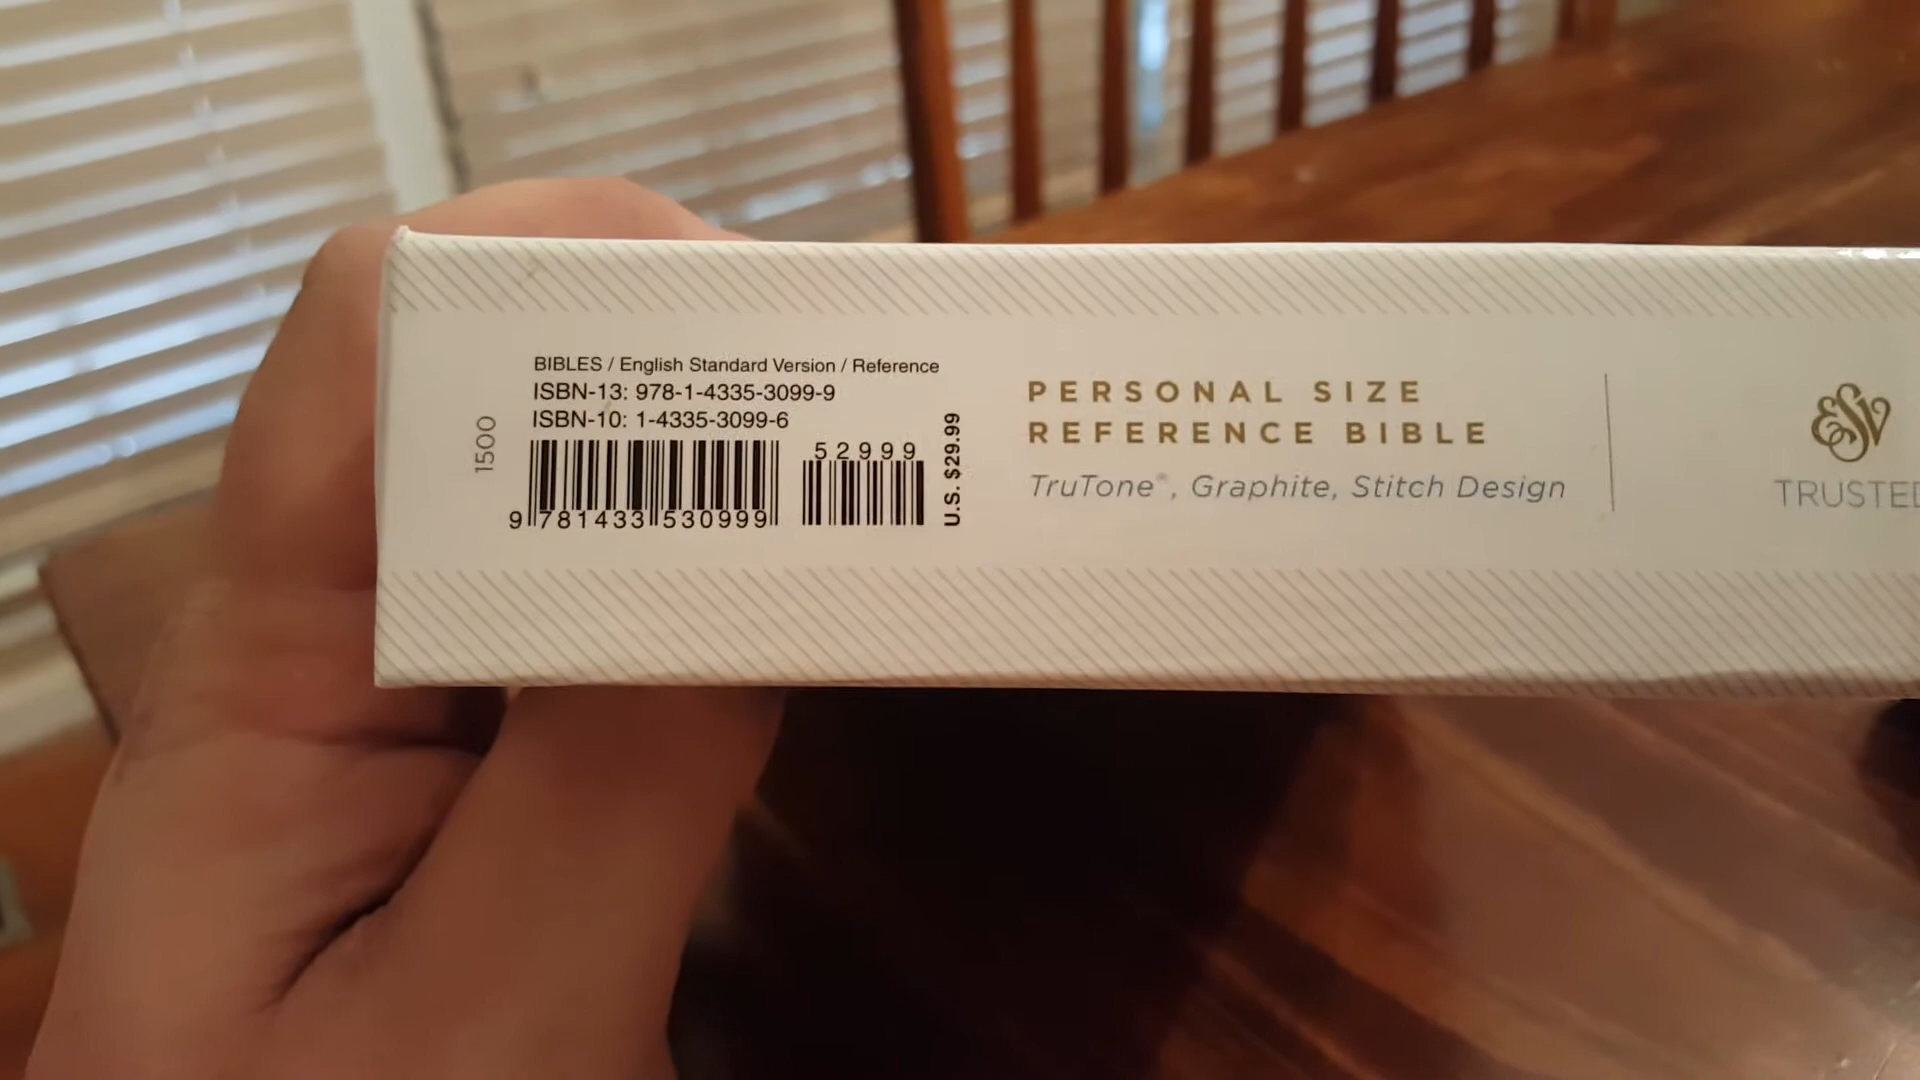 BIBLES / English Standard Version / Reference
ISBN-13: 978-1-4335-3099-9
ISBN-10: 1-4335-3099-6
1500
52999
9 781433 530999
U.S. $29.99
PERSONAL SIZE
REFERENCE BIBLE
TruTone®, Graphite, Stitch Design
ESV
TRUSTED